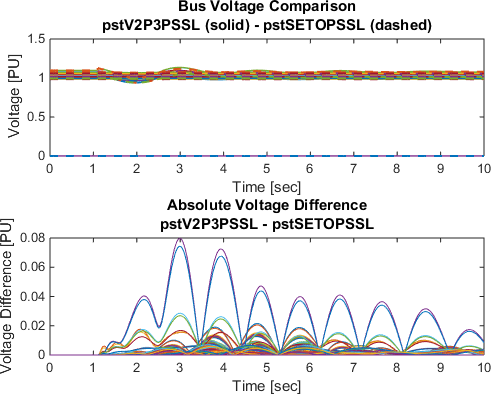 Bus Voltage Comparison
pstV2P3PSSL (solid) - pstSETOPSSL (dashed)
1.5
1
0.5
0
Voltage [PU]
0 1 2 3 4 5 6 7 8 9 10
Time [sec]
Absolute Voltage Difference
pstV2P3PSSL - pstSETOPSSL
0.08
0.06
0.04
0.02
0
Voltage Difference [PU]
0 1 2 3 4 5 6 7 8 9 10
Time [sec]